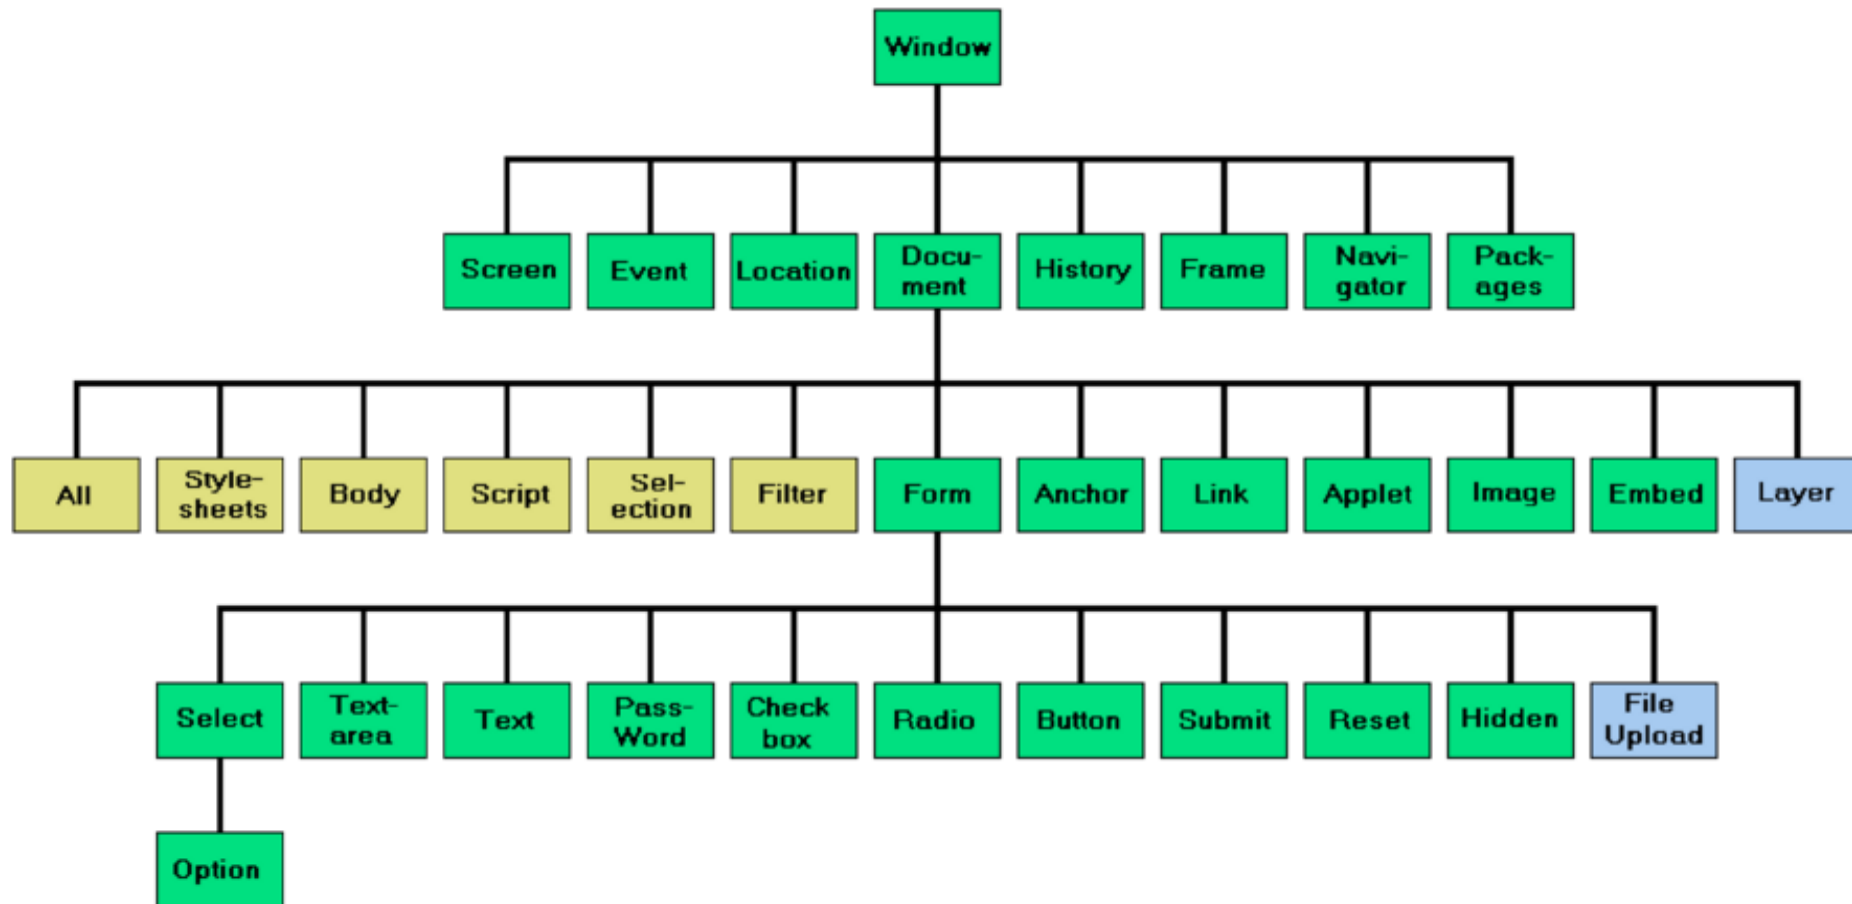 Window
Screen
Event
Location
Docu-
ment
History
Frame
Navi-
gator
Pack-
ages
All
Style-
sheets
Body
Script
Sel-
ection
Filter
Form
Anchor
Link
Applet
Image
Embed
Layer
Select
Text-
area
Text
Pass-
Word
Check
box
Radio
Button
Submit
Reset
Hidden
File
Upload
Option